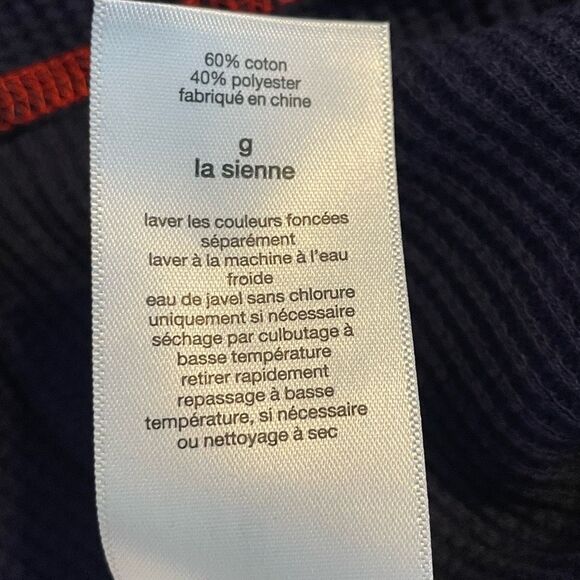 60% coton
40% polyester
fabriqué en chine
g
la sienne
laver les couleurs foncées
séparément
laver à la machine à l'eau
froide
eau de javel sans chlorure
uniquement si nécessaire
séchage par culbutage à
basse température
retirer rapidement
repassage à basse
température, si nécessaire
ou nettoyage à sec